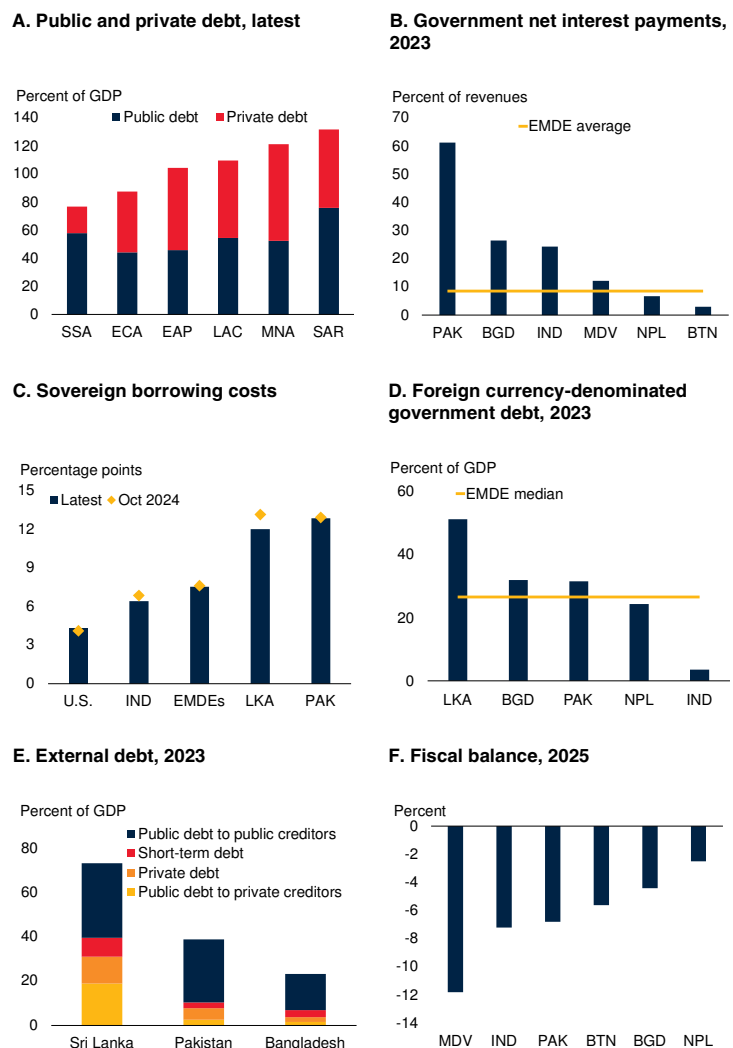 A. Public and private debt, latest
Percent of GDP
140
120
100
80
60
40
20
0
Public debt
Private debt
SSA ECA EAP LAC MNA SAR
B. Government net interest payments,
2023
Percent of revenues
70
60
50
40
30
20
10
0
EMDE average
PAK BGD IND MDV NPL BTN
C. Sovereign borrowing costs
Percentage points
15
12
9
6
3
0
Latest
Oct 2024
U.S. IND EMDEs LKA PAK
D. Foreign currency-denominated
government debt, 2023
Percent of GDP
60
40
20
0
EMDE median
LKA BGD PAK NPL IND
E. External debt, 2023
Percent of GDP
80
60
40
20
0
Public debt to public creditors
Short-term debt
Private debt
Public debt to private creditors
Sri Lanka Pakistan Bangladesh
F. Fiscal balance, 2025
Percent
0
-2
-4
-6
-8
-10
-12
-14
MDV IND PAK BTN BGD NPL